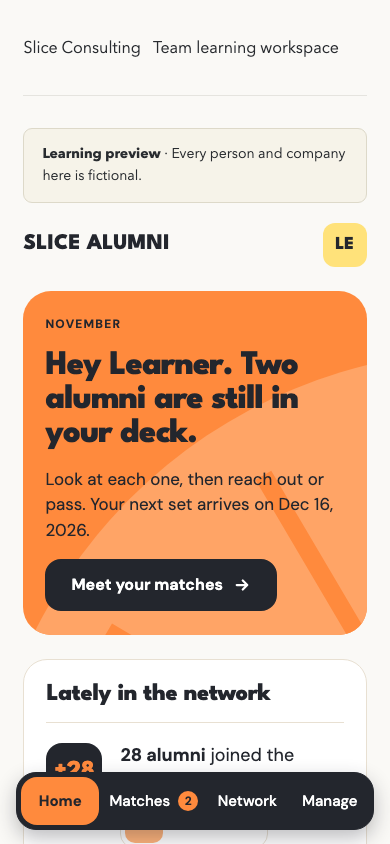 Slice Consulting Team learning workspace
Learning preview · Every person and company
here is fictional.
SLICE ALUMNI
LE
NOVEMBER
Hey Learner. Two
alumni are still in
your deck.
Look at each one, then reach out or
pass. Your next set arrives on Dec 16,
2026.
Meet your matches →
Lately in the network
+28
28 alumni joined the
Home
Matches 2
Network
Manage